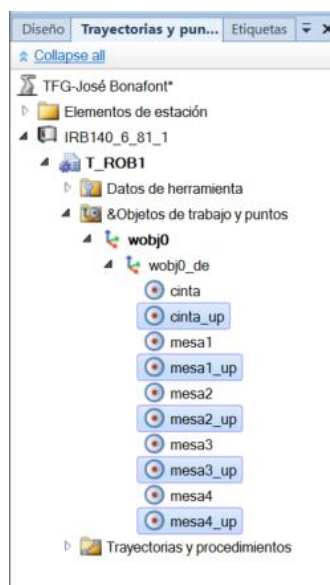 Diseño Trayectorias y pun... Etiquetas
Collapse all
TFG-José Bonafont*
Elementos de estación
IRB140_6_81_1
T_ROB1
Datos de herramienta
&Objetos de trabajo y puntos
wobj0
wobj0_de
cinta
cinta_up
mesa1
mesa1_up
mesa2
mesa2_up
mesa3
mesa3_up
mesa4
mesa4_up
Trayectorias y procedimientos